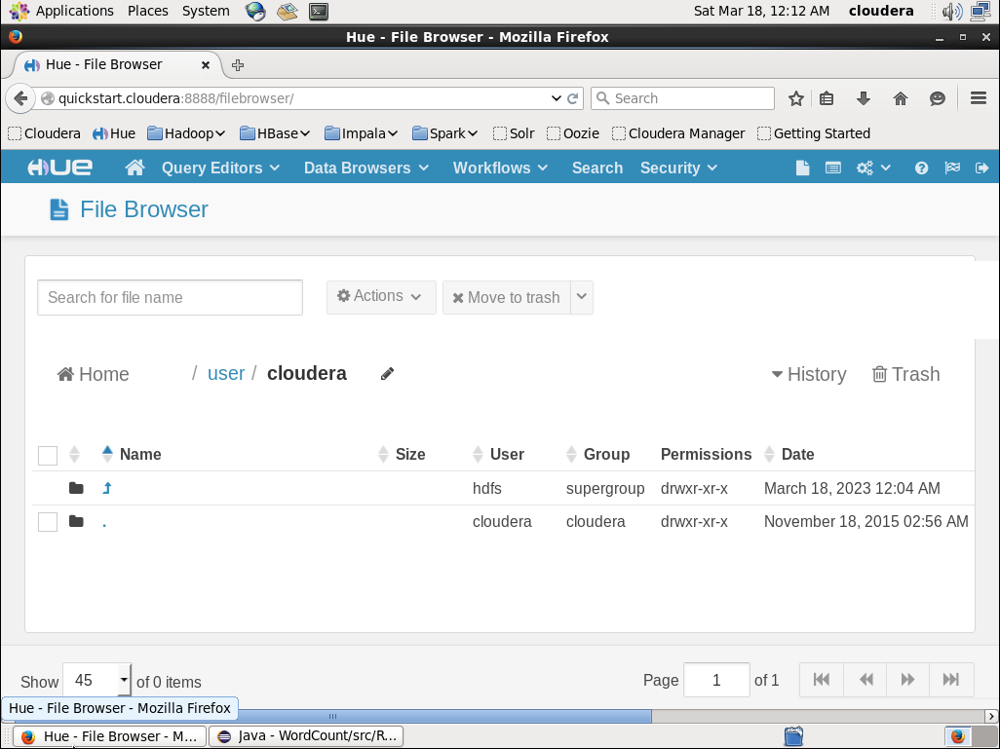 Applications Places System Sat Mar 18, 12:12 AM cloudera
Hue - File Browser - Mozilla Firefox
Hue - File Browser
quickstart.cloudera:8888/filebrowser/ Search
Cloudera Hue Hadoop HBase Impala Spark Solr Oozie Cloudera Manager Getting Started
HUE Query Editors Data Browsers Workflows Search Security
File Browser
Search for file name Actions Move to trash
Home / user / cloudera History Trash
Name Size User Group Permissions Date
hdfs supergroup drwxr-xr-x March 18, 2023 12:04 AM
. cloudera cloudera drwxr-xr-x November 18, 2015 02:56 AM
Show 45 of 0 items Page 1 of 1
Hue - File Browser - Mozilla Firefox
Hue - File Browser - M... Java - WordCount/src/R...